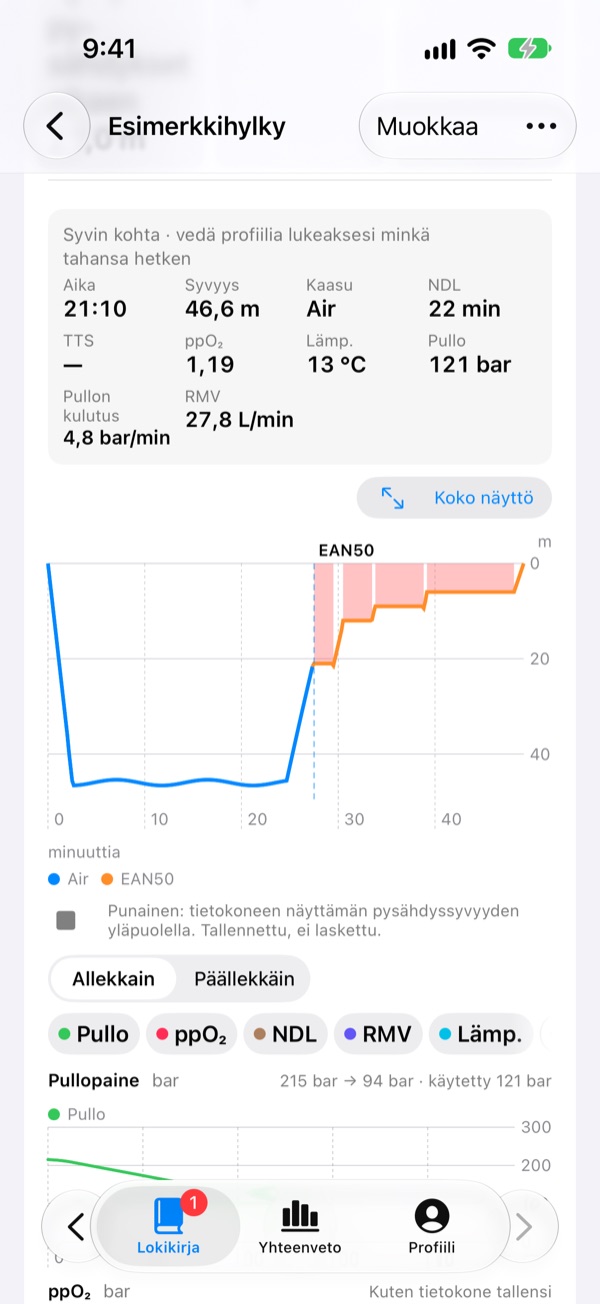 9:41
Esimerkkihylky
Muokkaa
Syvin kohta · vedä profiilia lukeaksesi minkä
tahansa hetken
Aika
Syvyys
Kaasu
NDL
21:10
46,6 m
Air
22 min
TTS
ppO₂
Lämp.
Pullo
—
1,19
13 °C
121 bar
Pullon
kulutus
RMV
4,8 bar/min
27,8 L/min
Koko näyttö
EAN50
m
0
20
40
0
10
20
30
40
minuuttia
Air
EAN50
Punainen: tietokoneen näyttämän pysähdyssyvyyden
yläpuolella. Tallennettu, ei laskettu.
Allekkain
Päällekkäin
Pullo
ppO₂
NDL
RMV
Lämp.
Pullopaine bar
215 bar → 94 bar · käytetty 121 bar
Pullo
300
200
1
Lokikirja
Yhteenveto
Profiili
0
ppO₂ bar
Kuten tietokone tallensi